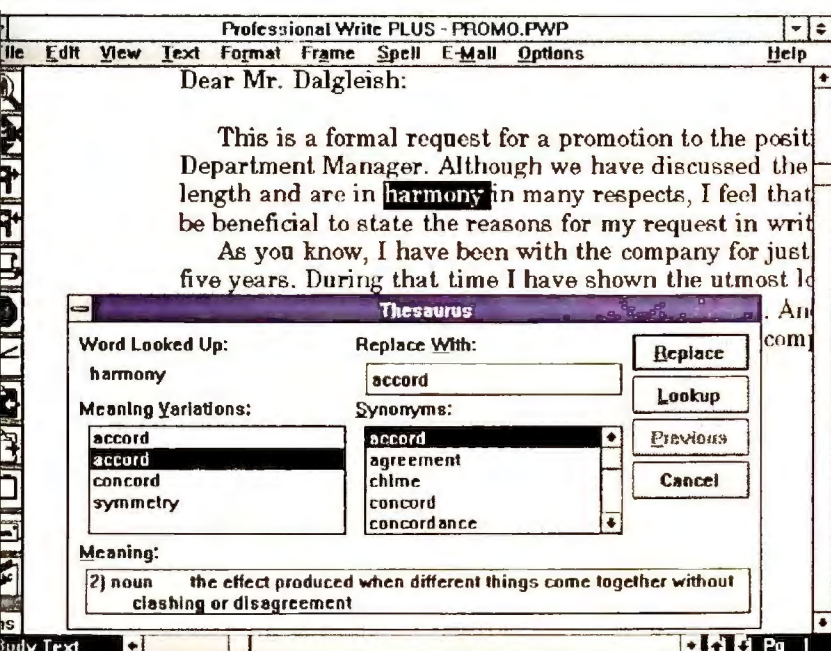 Professional Write PLUS - PROMO.PWP
ile Edit View Text Format Frame Spell E-Mail Options Help
Dear Mr. Dalgleish:
This is a formal request for a promotion to the positi
Department Manager. Although we have discussed the
length and are in harmony in many respects, I feel that
be beneficial to state the reasons for my request in writ
As you know, I have been with the company for just
five years. During that time I have shown the utmost lo
. An
comp
Thesaurus
Word Looked Up:
harmony
Replace With:
accord
Meaning Variations:
accord
accord
concord
symmetry
Synonyms:
accord
agreement
chime
concord
concordance
Replace
Lookup
Previous
Cancel
Meaning:
2) noun the effect produced when different things come together without
clashing or disagreement
Body Text
Pg 1